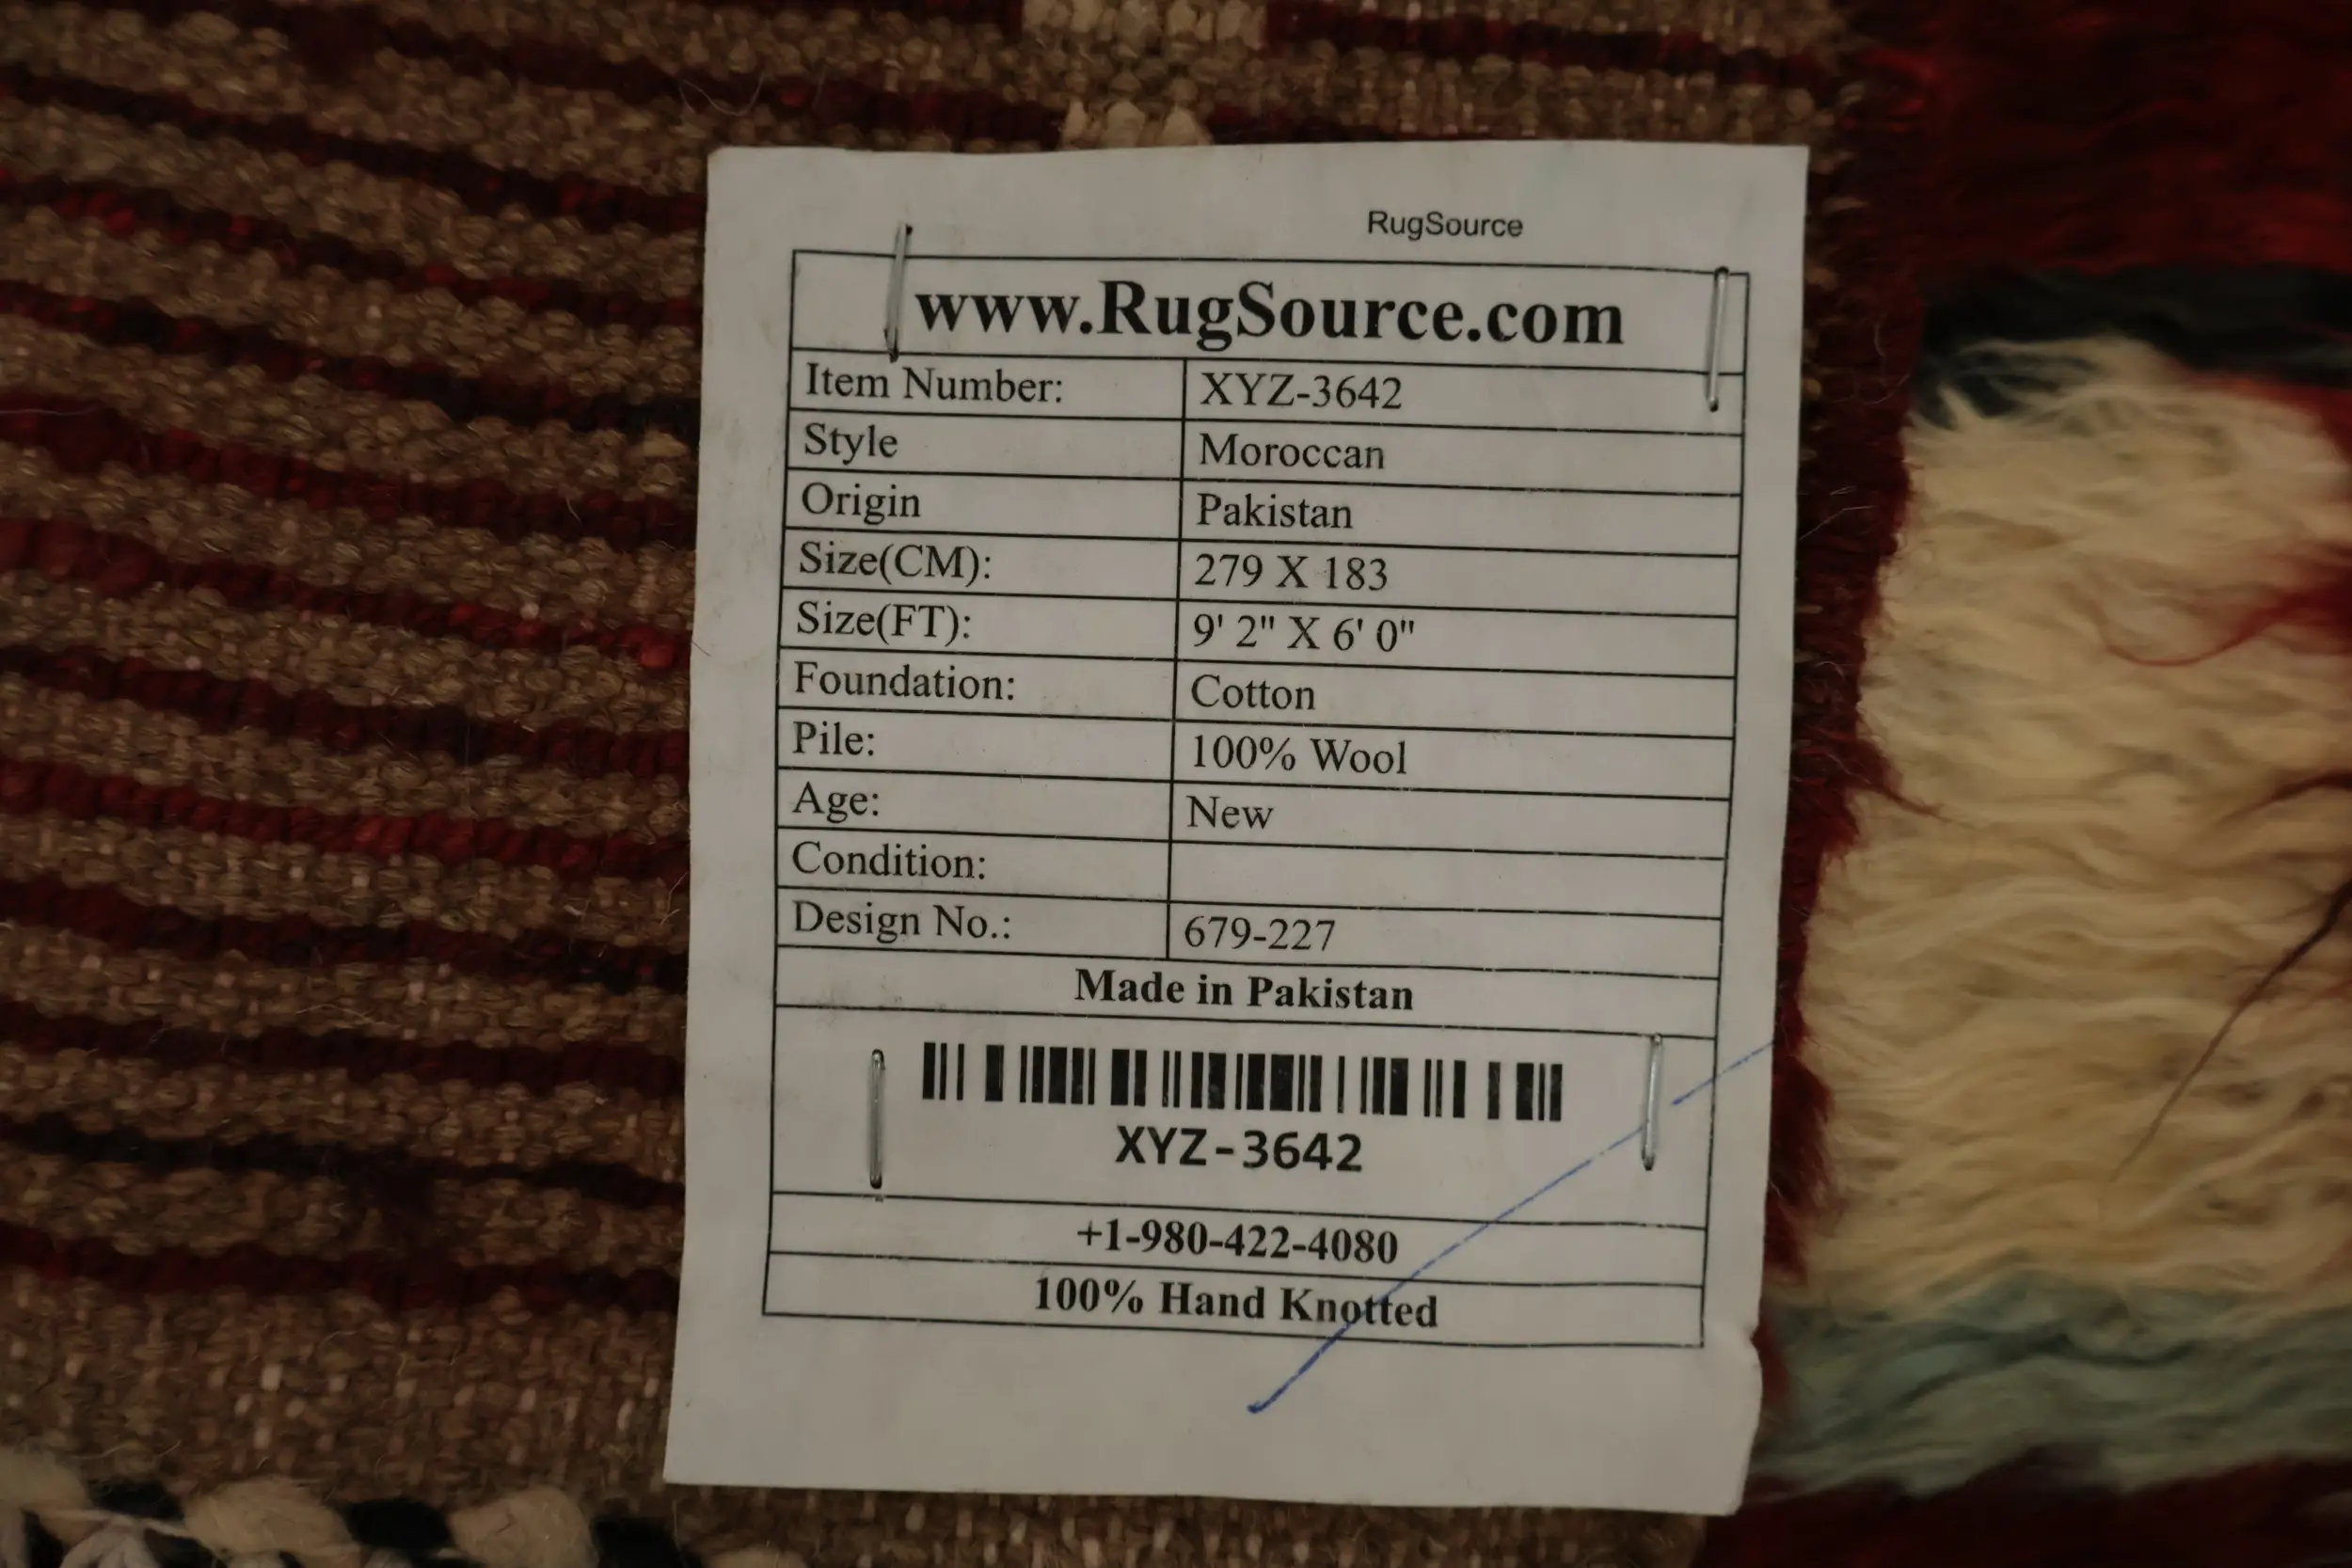 RugSource
www.RugSource.com
Item Number: XYZ-3642
Style Moroccan
Origin Pakistan
Size(CM): 279 X 183
Size(FT): 9' 2" X 6' 0"
Foundation: Cotton
Pile: 100% Wool
Age: New
Condition:
Design No.: 679-227
Made in Pakistan
XYZ-3642
+1-980-422-4080
100% Hand Knotted